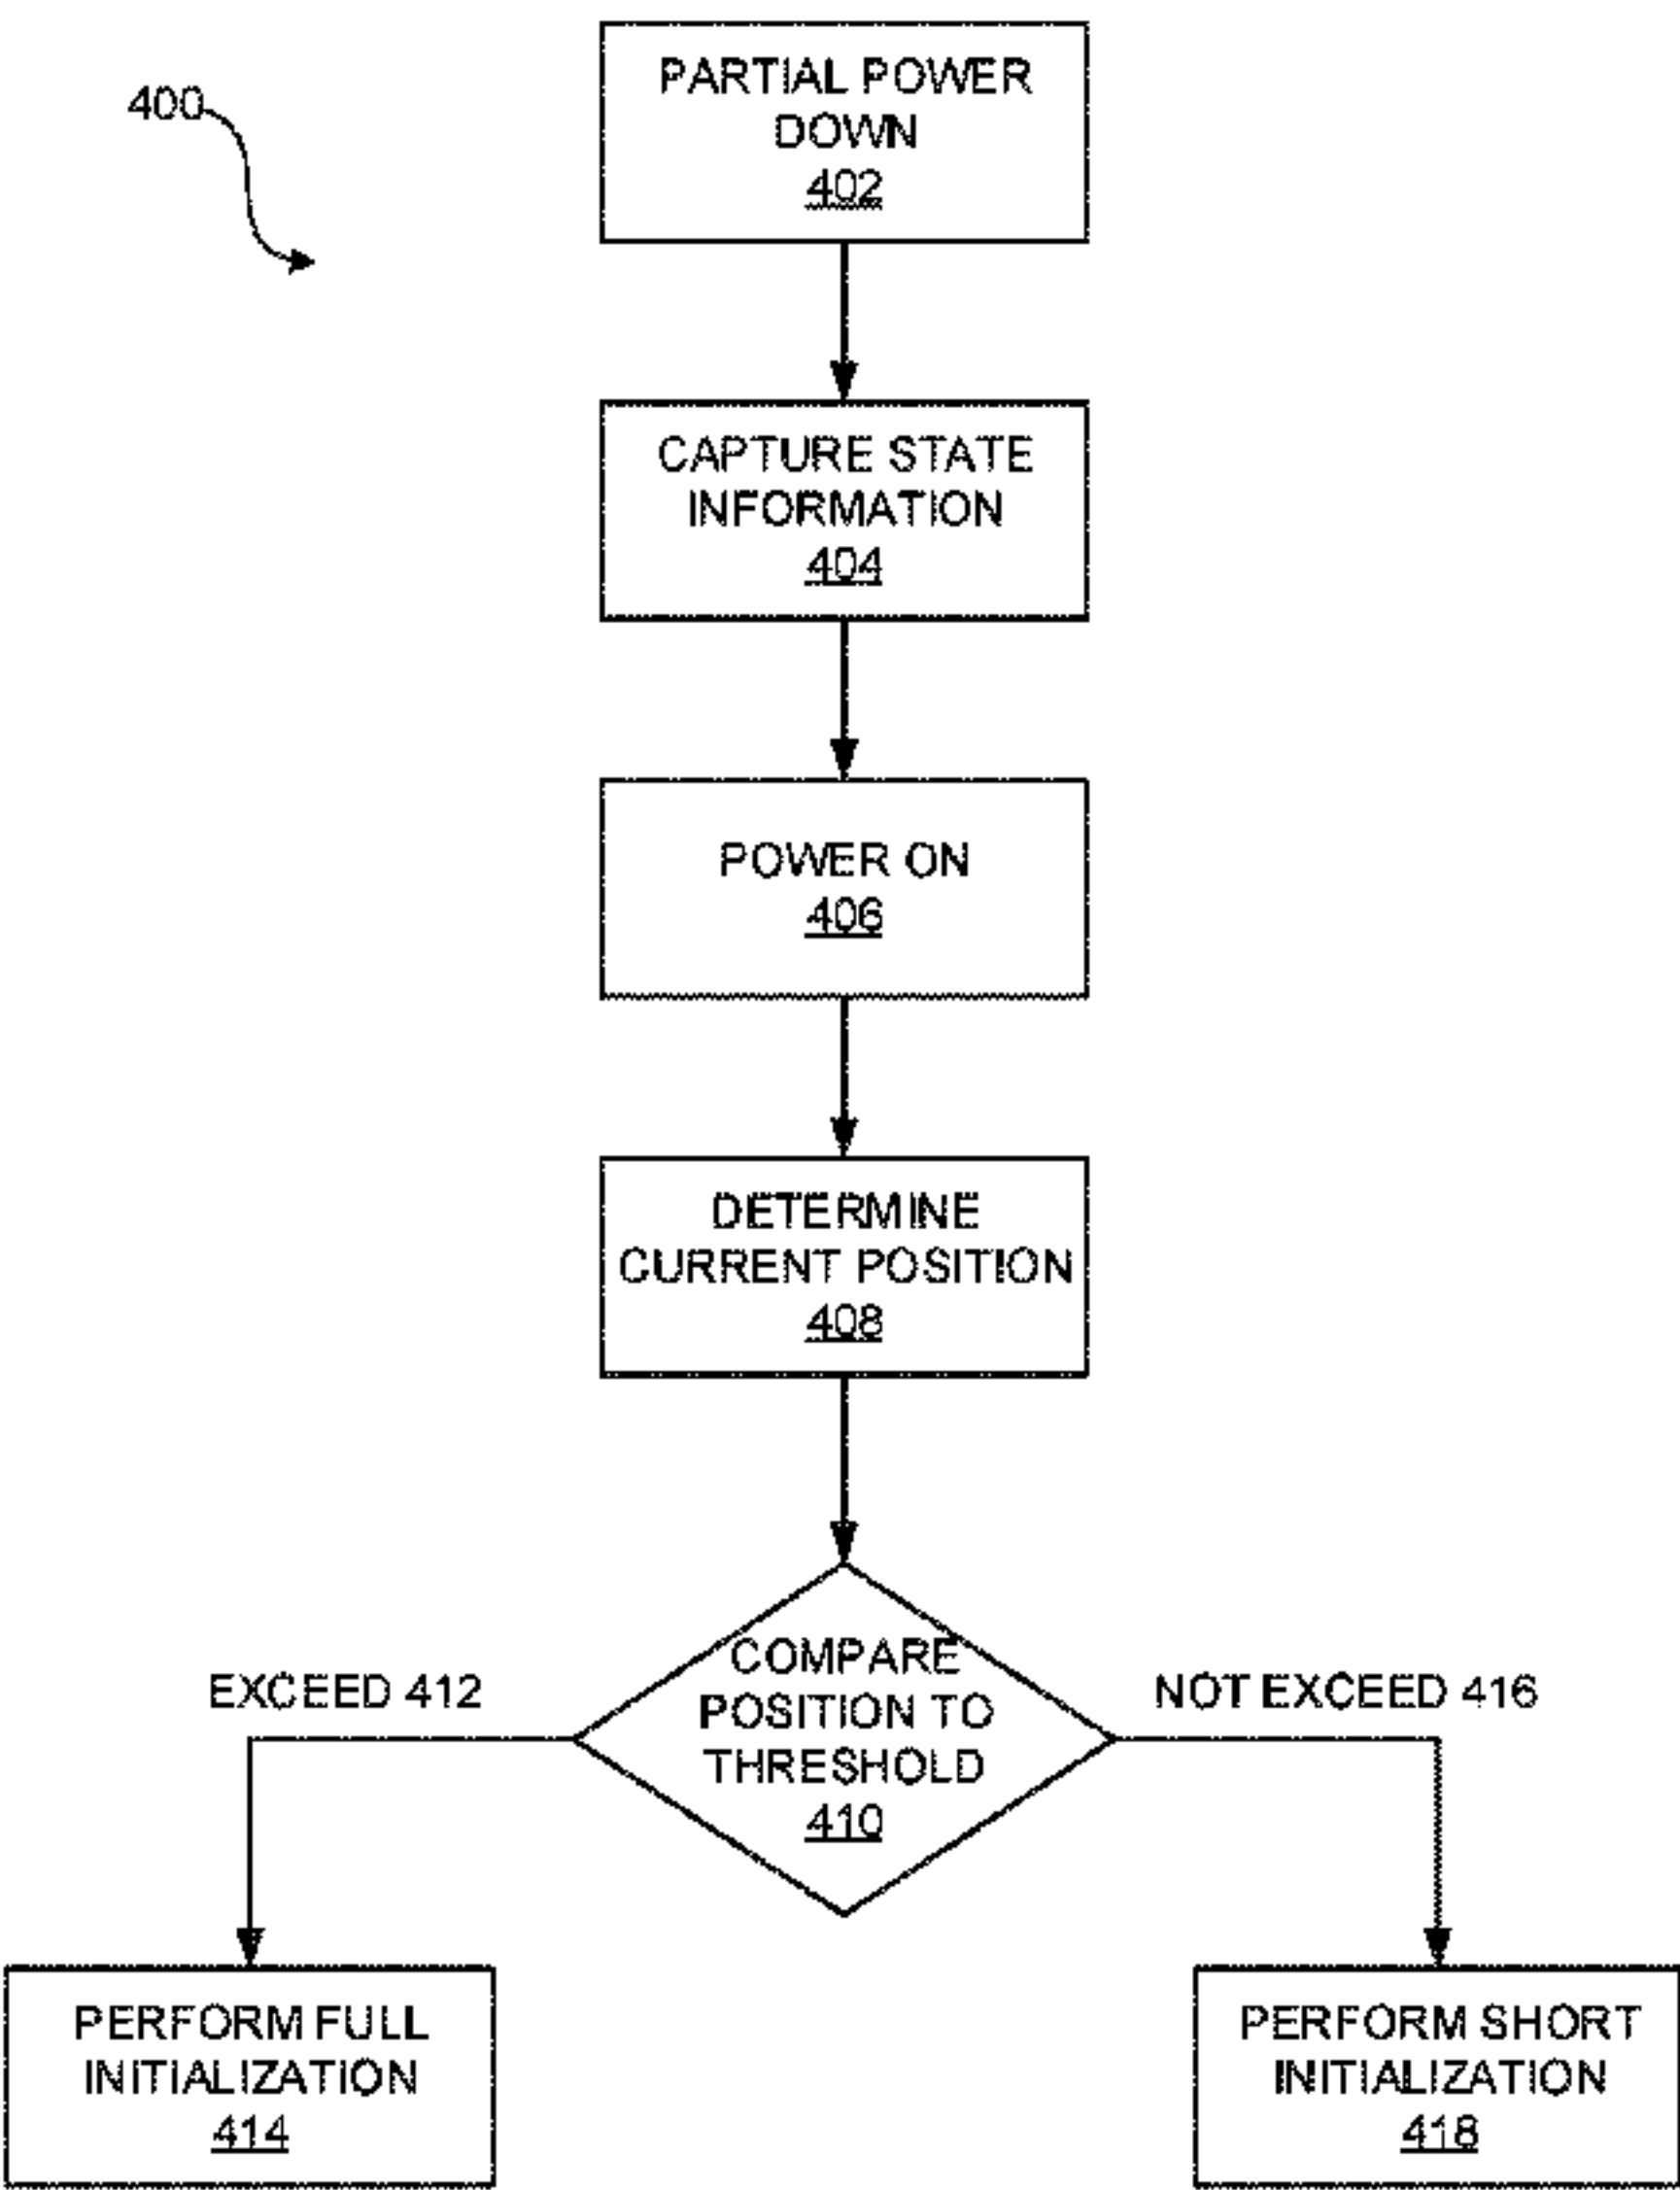 400
PARTIAL POWER
DOWN
402
CAPTURE STATE
INFORMATION
404
POWER ON
406
DETERMINE
CURRENT POSITION
408
COMPARE
POSITION TO
THRESHOLD
410
EXCEED 412
NOT EXCEED 416
PERFORM FULL
INITIALIZATION
414
PERFORM SHORT
INITIALIZATION
418